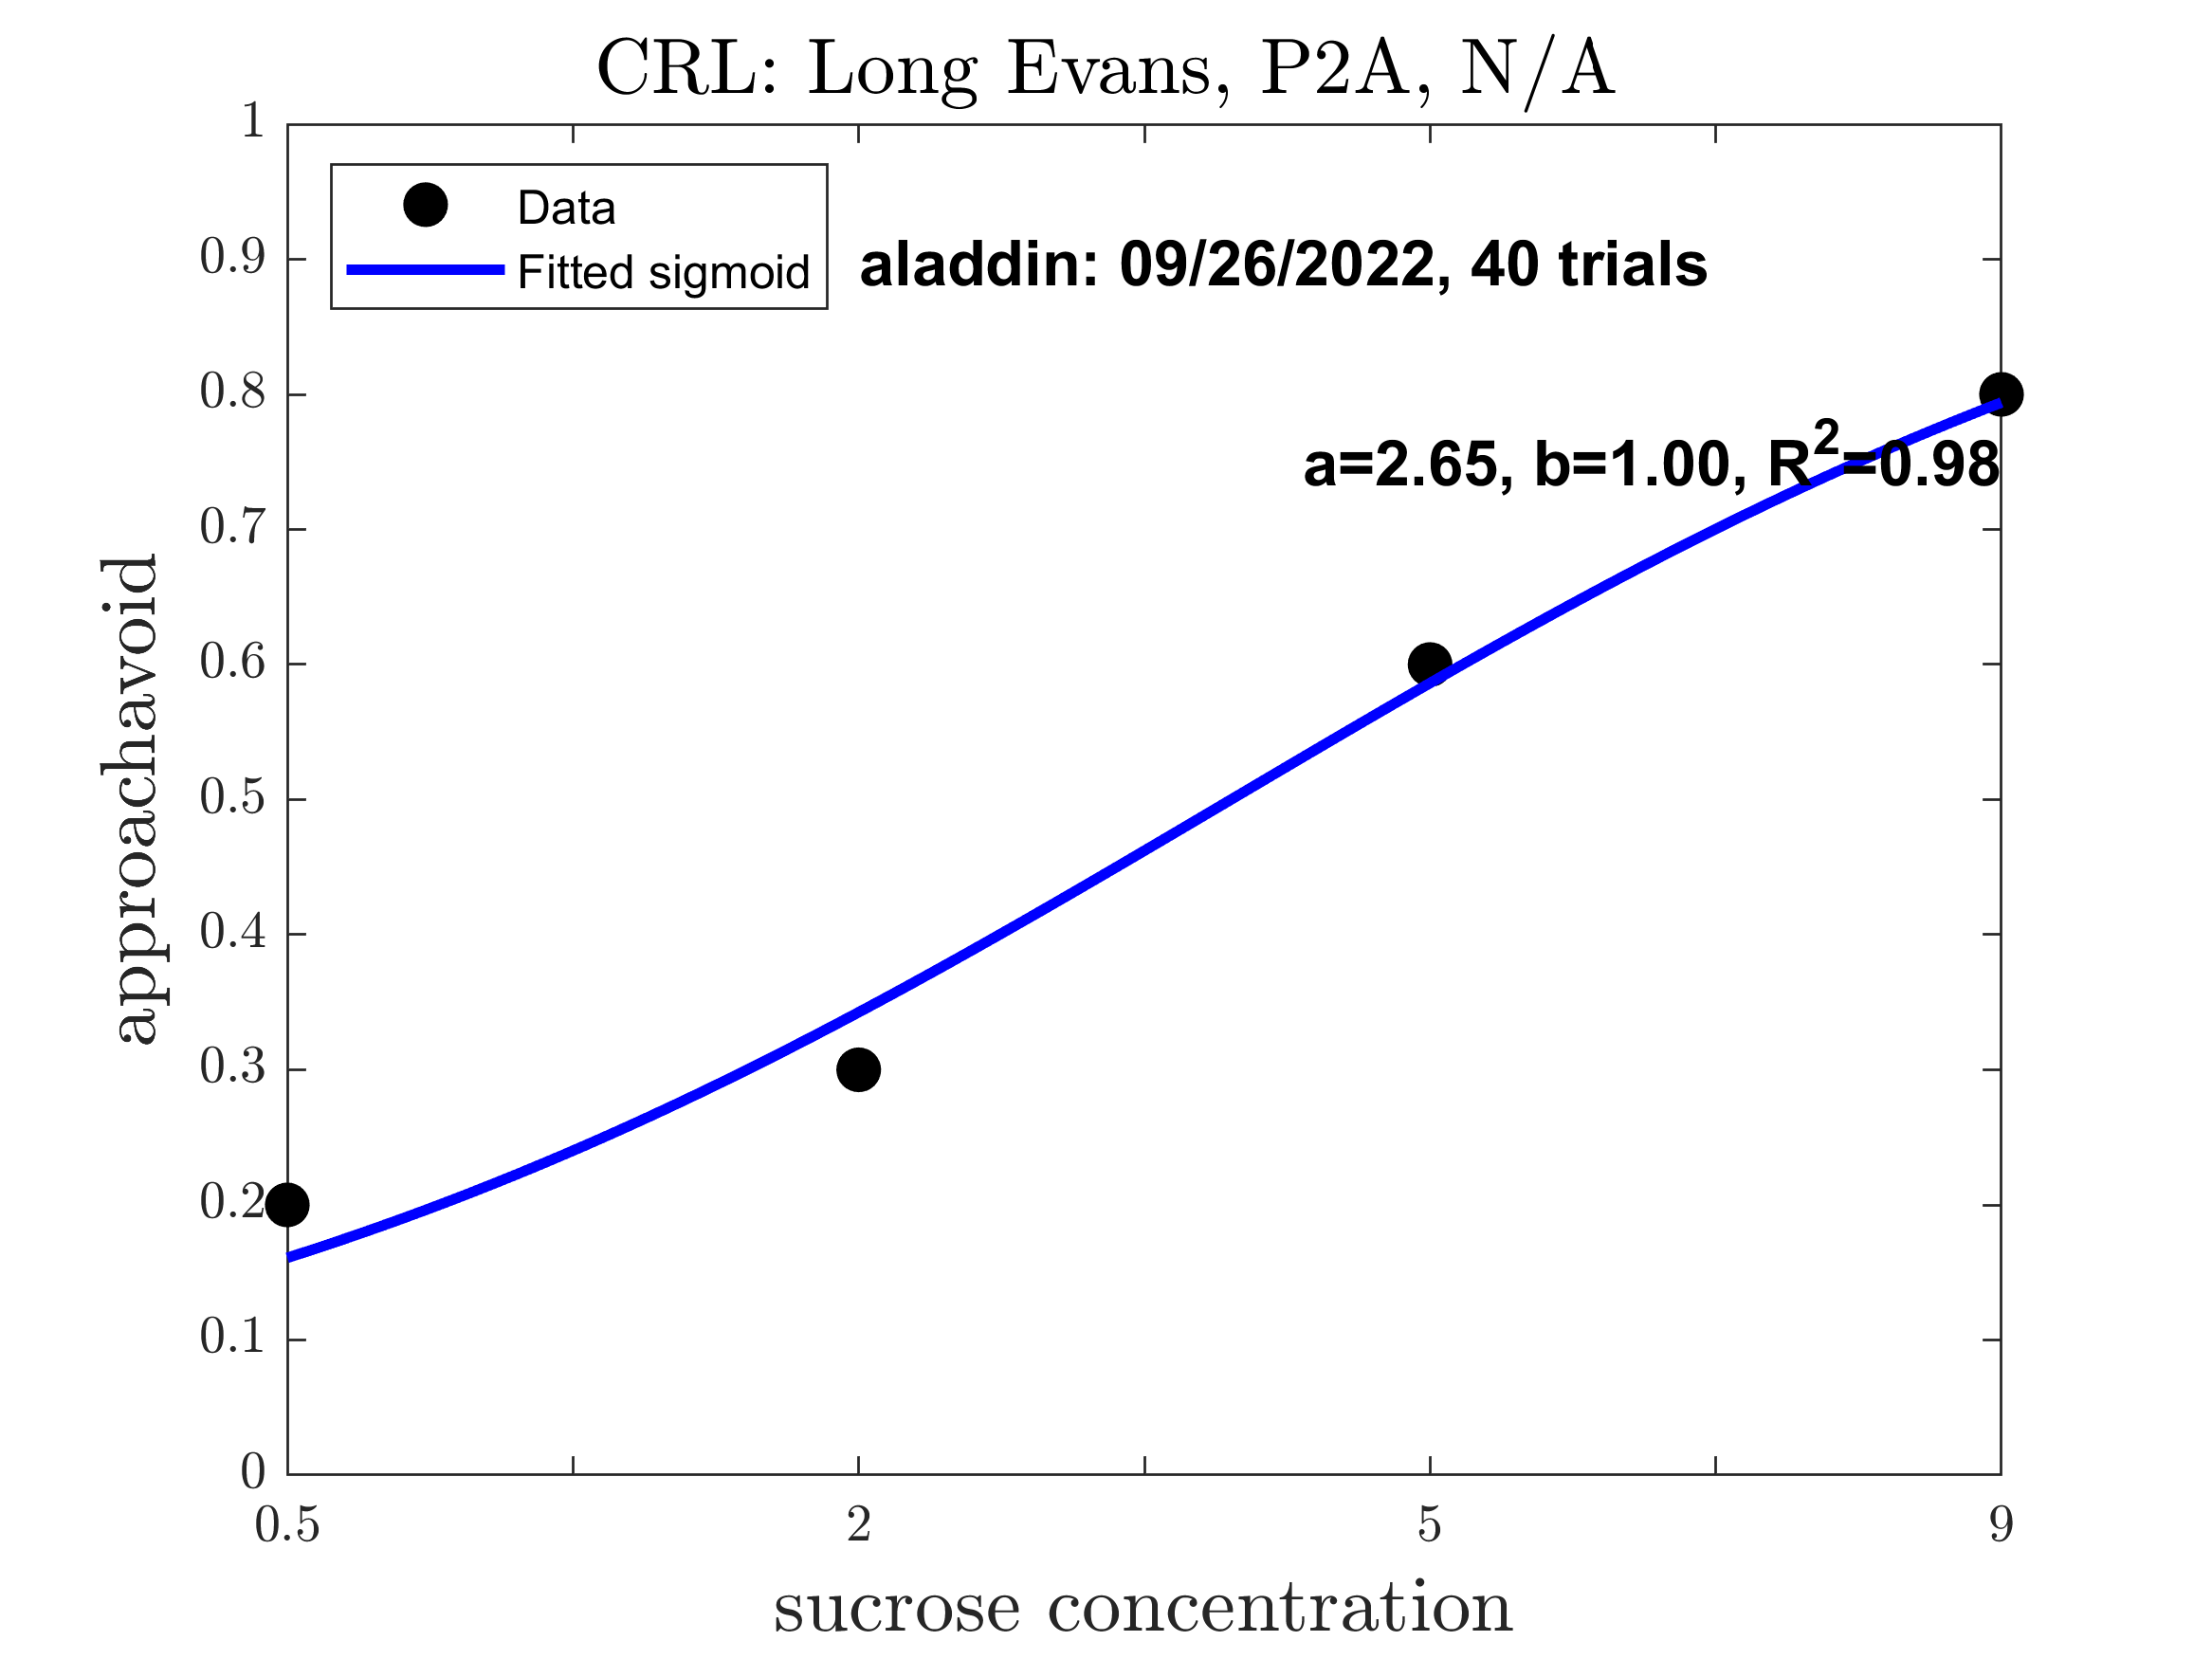 CRL: Long Evans, P2A, N/A
1
Data
Fitted sigmoid
aladdin: 09/26/2022, 40 trials
0.9
0.8
a=2.65, b=1.00, R²=0.98
0.7
0.6
0.5
0.4
0.3
0.2
0.1
0
approachavoid
0.5 2 5 9
sucrose concentration